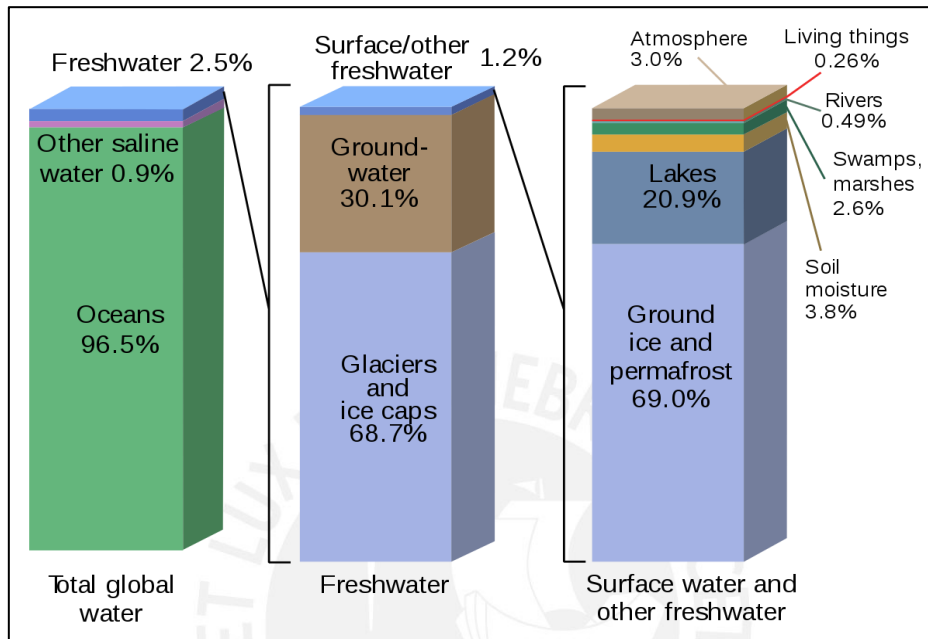 Freshwater 2.5%
Other saline
water 0.9%
Oceans
96.5%
Total global
water
Surface/other
freshwater
1.2%
Ground-
water
30.1%
Glaciers
and
ice caps
68.7%
Freshwater
Atmosphere
3.0%
Living things
0.26%
Rivers
0.49%
Swamps,
marshes
2.6%
Soil
moisture
3.8%
Lakes
20.9%
Ground
ice and
permafrost
69.0%
Surface water and
other freshwater
ET LUX